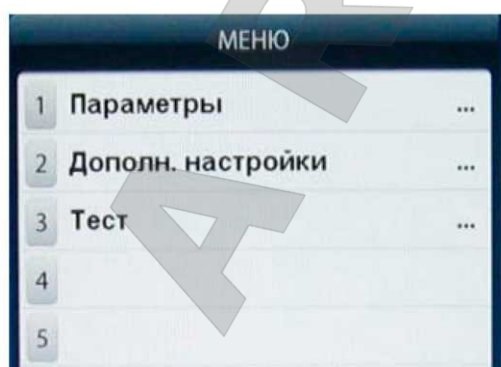 МЕНЮ
1 Параметры ...
2 Дополн. настройки ...
3 Тест ...
4
5